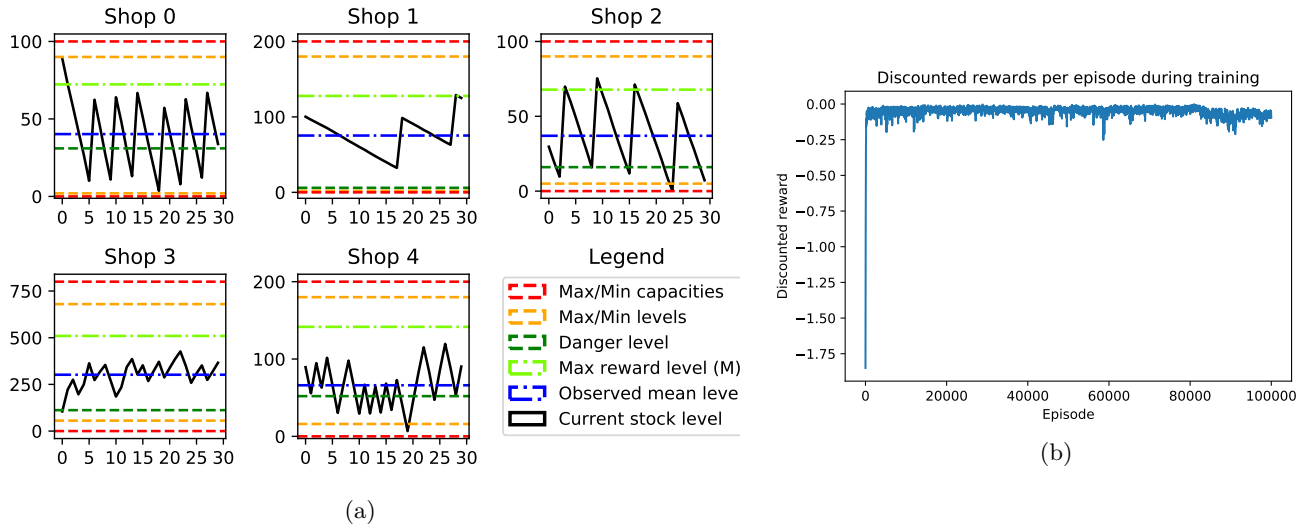 Shop 0
Shop 1
Shop 2
100
50
0
0 5 10 15 20 25 30
200
100
0
0 5 10 15 20 25 30
100
50
0
0 5 10 15 20 25 30
Shop 3
Shop 4
Legend
750
500
250
0
0 5 10 15 20 25 30
200
100
0
0 5 10 15 20 25 30
Max/Min capacities
Max/Min levels
Danger level
Max reward level (M)
Observed mean leve
Current stock level
(a)
Discounted rewards per episode during training
Discounted reward
0.00
−0.25
−0.50
−0.75
−1.00
−1.25
−1.50
−1.75
0 20000 40000 60000 80000 100000
Episode
(b)